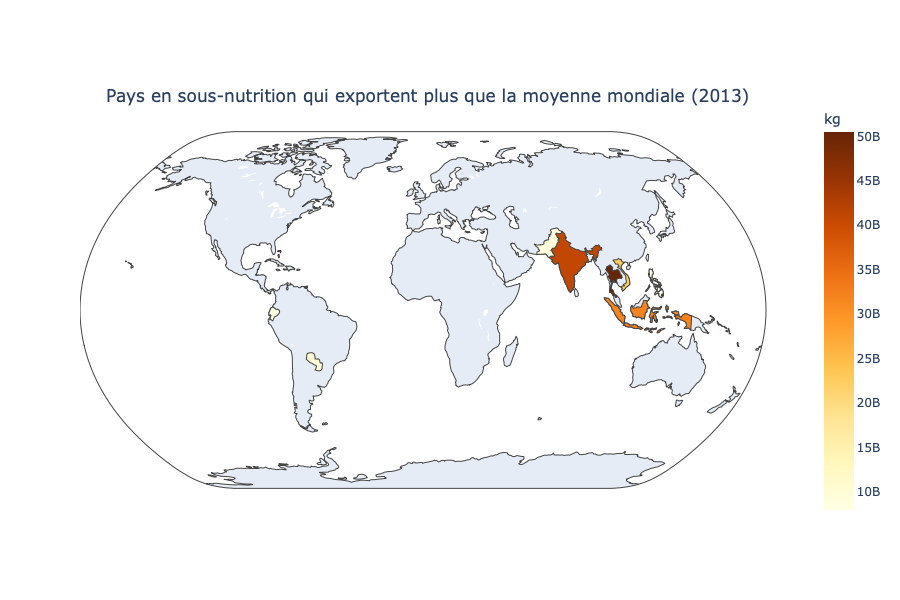 Pays en sous-nutrition qui exportent plus que la moyenne mondiale (2013)
kg
50B
45B
40B
35B
30B
25B
20B
15B
10B